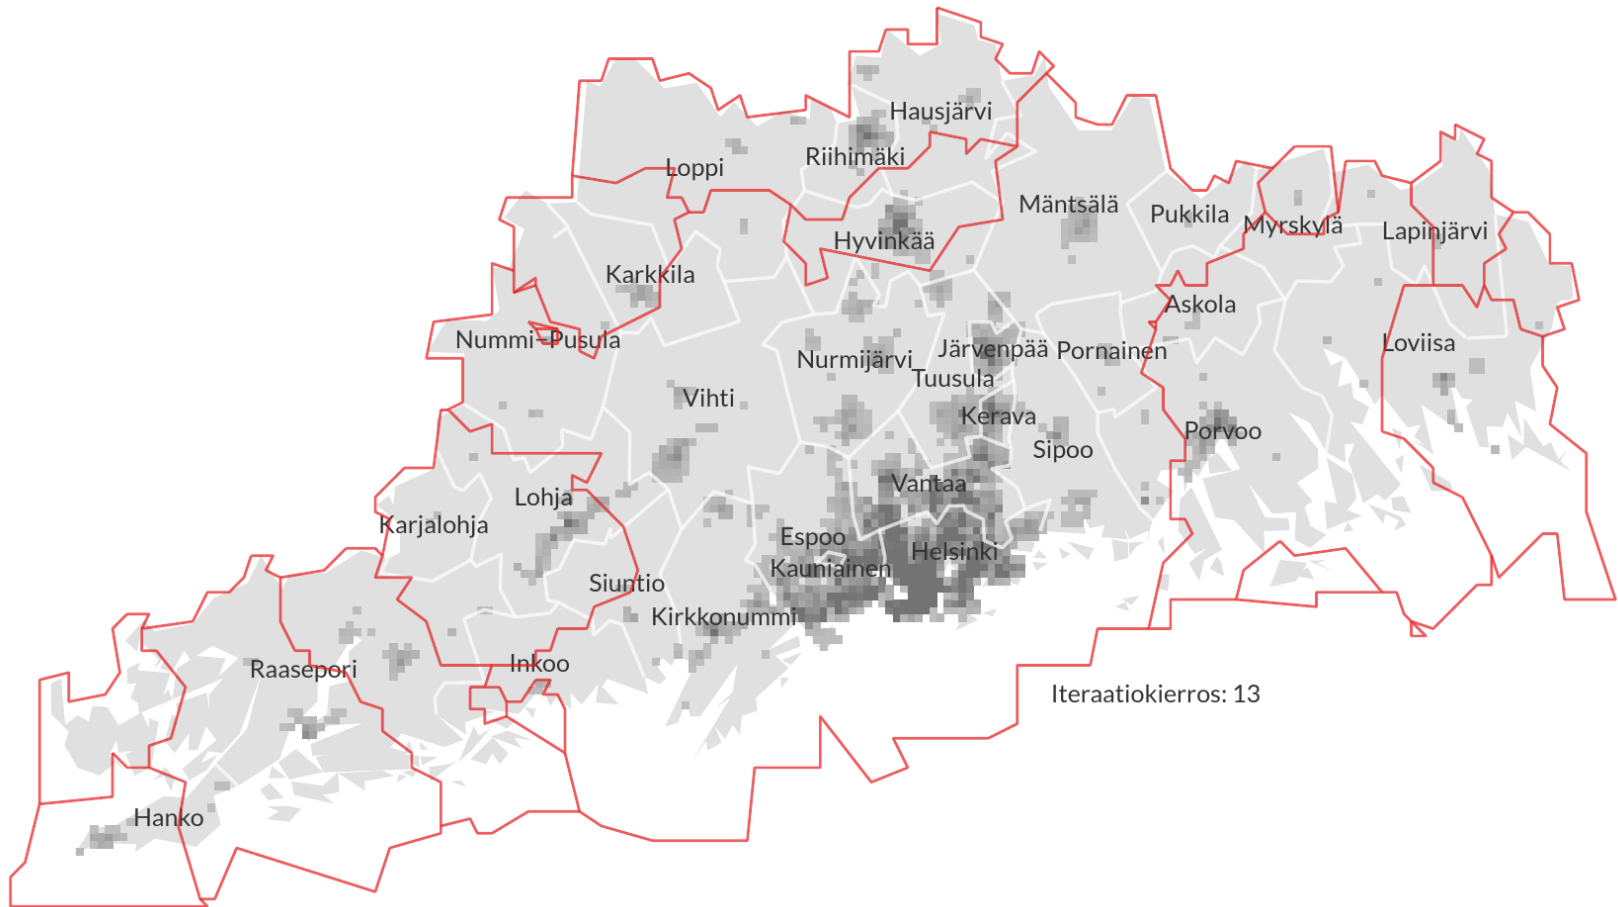 Hausjärvi
Riihimäki
Loppi
Mäntsälä
Pukkila
Myrskylä
Lapinjärvi
Hyvinkää
Karkkila
Askola
Nummi-Pusula
Loviisa
Nurmijärvi
Järvenpää
Pornainen
Tuusula
Vihti
Kerava
Porvoo
Sipoo
Vantaa
Lohja
Karjalohja
Espoo
Helsinki
Kauniainen
Siuntio
Kirkkonummi
Inkoo
Raasepori
Iteraatiokierros: 13
Hanko